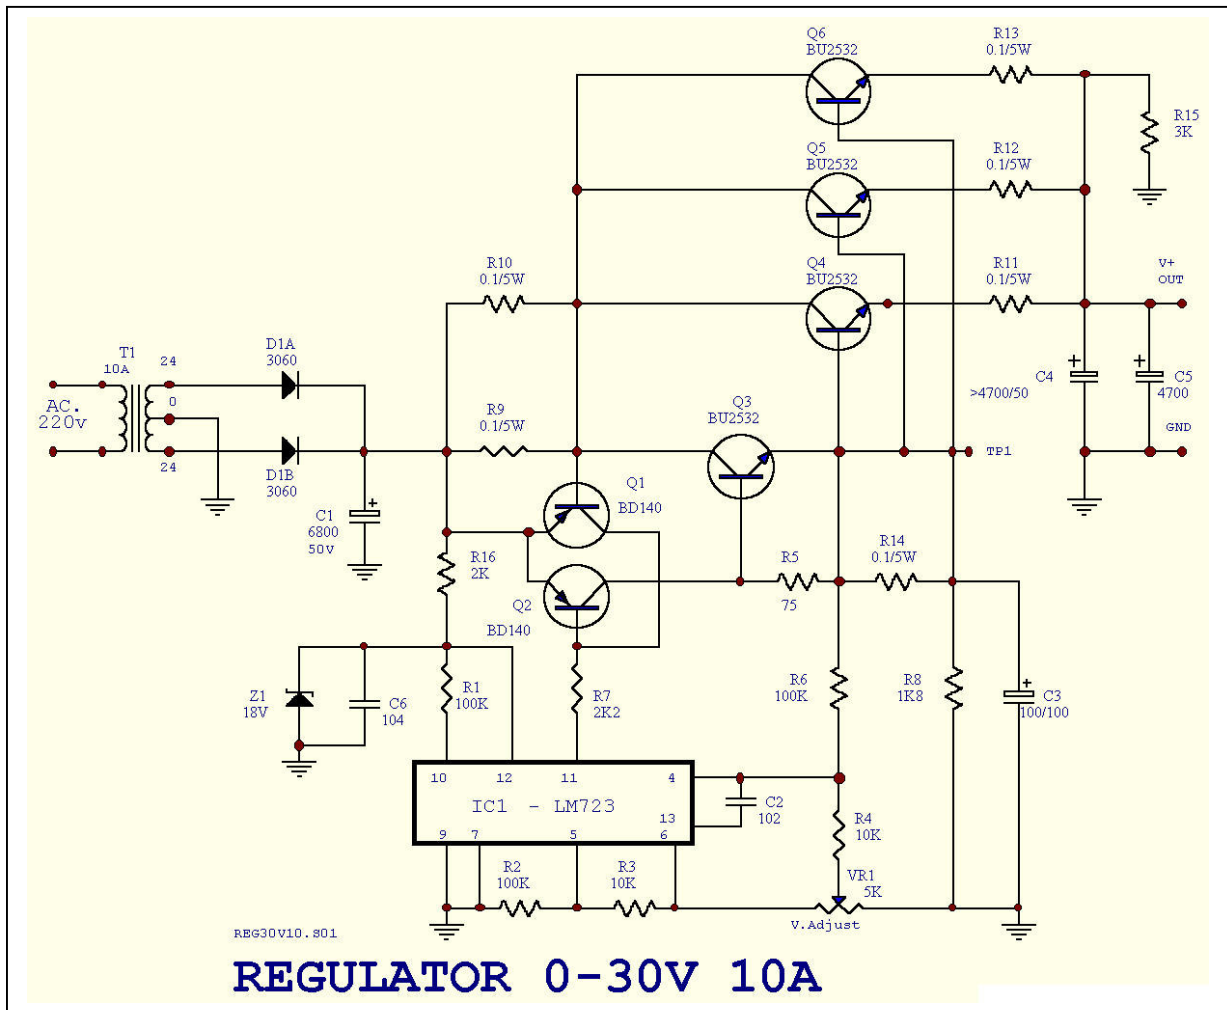 Q6
BU2532
R13
0.1/5W
R15
3K
Q5
BU2532
R12
0.1/5W
R10
0.1/5W
Q4
BU2532
R11
0.1/5W
V+
OUT
T1
10A
24
D1A
3060
0
AC.
220v
24
D1B
3060
R9
0.1/5W
Q3
BU2532
C4
>4700/50
C5
4700
GND
TP1
C1
6800
50V
Q1
BD140
R16
2K
Q2
BD140
R5
75
R14
0.1/5W
Z1
18V
C6
104
R1
100K
R7
2K2
R6
100K
R8
1K8
C3
100/100
10
12
11
4
IC1 - LM723
13
9
7
5
6
C2
102
R4
10K
R2
100K
R3
10K
VR1
5K
V.Adjust
REG30V10.S01
REGULATOR 0-30V 10A
+
+
+
+